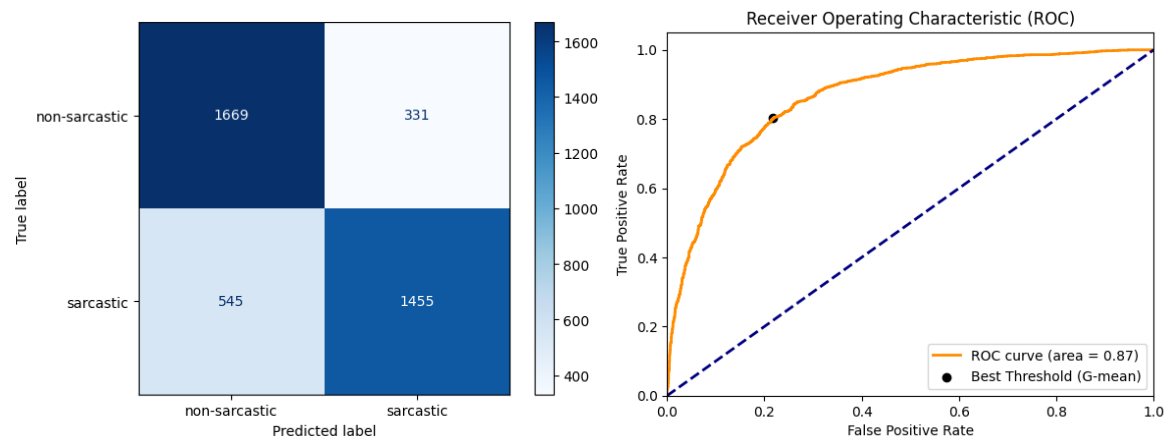 non-sarcastic
sarcastic
True label
1669
331
545
1455
non-sarcastic
sarcastic
Predicted label
1600
1400
1200
1000
800
600
400
Receiver Operating Characteristic (ROC)
True Positive Rate
1.0
0.8
0.6
0.4
0.2
0.0
0.0
0.2
0.4
0.6
0.8
1.0
False Positive Rate
ROC curve (area = 0.87)
Best Threshold (G-mean)